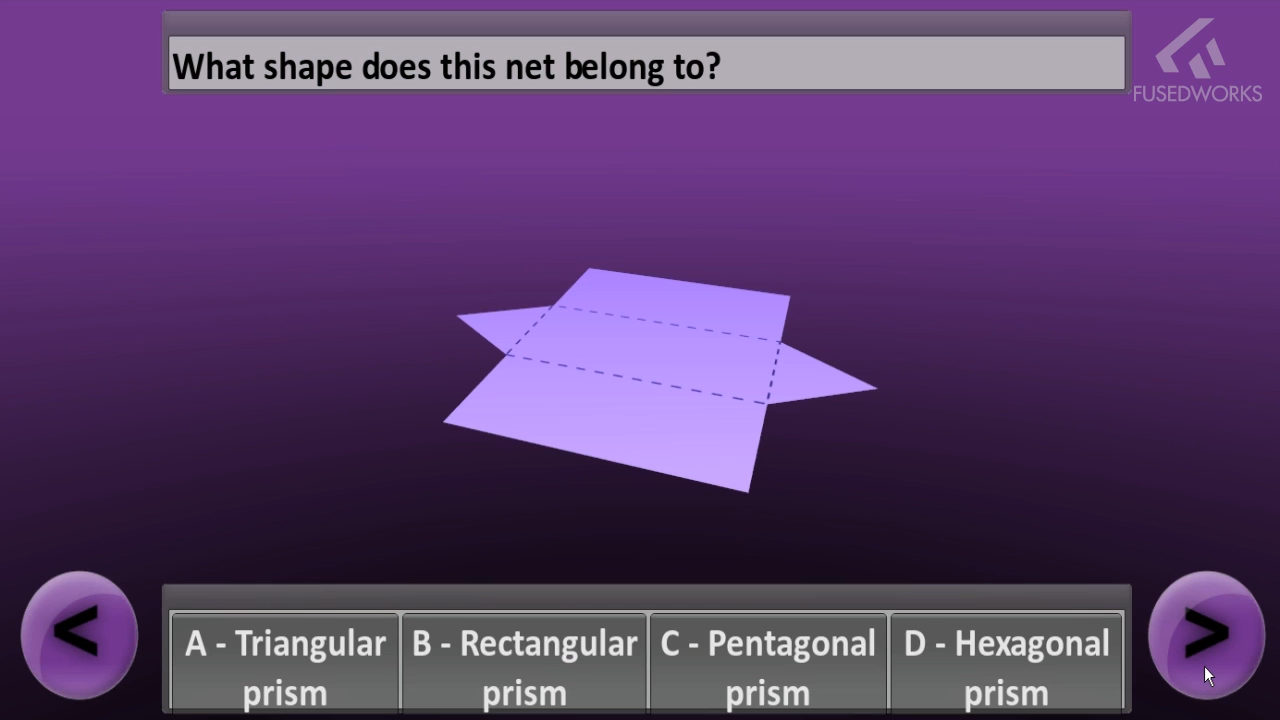 What shape does this net belong to?
FUSEDWORKS
<
A - Triangular
prism
B - Rectangular
prism
C - Pentagonal
prism
D - Hexagonal
prism
>